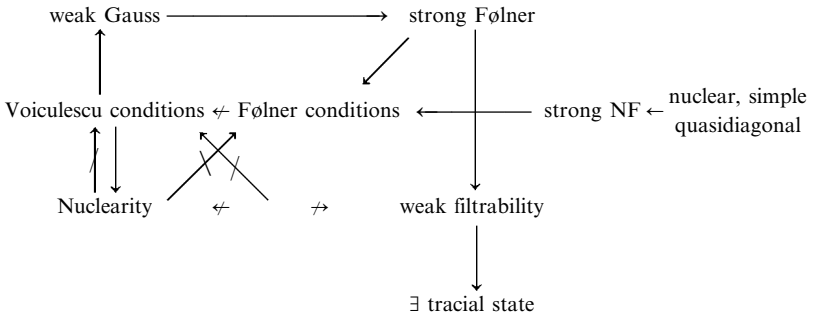 weak Gauss → strong Følner
Voiculescu conditions ↚ Følner conditions ← strong NF ← nuclear, simple
quasidiagonal
Nuclearity ↚ ↛ weak filtrability
∃ tracial state